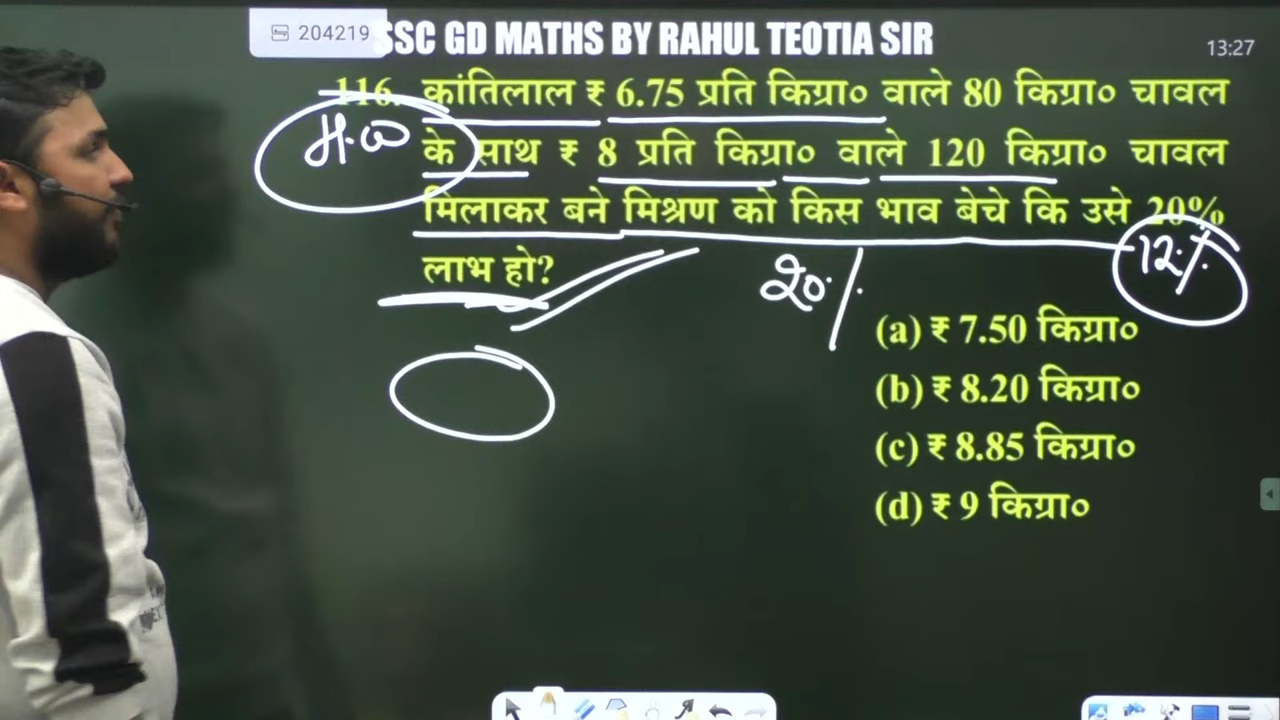 204219
SSC GD MATHS BY RAHUL TEOTIA SIR
13:27
116. कांतिलाल ₹ 6.75 प्रति किग्रा० वाले 80 किग्रा० चावल
H.W
के साथ ₹ 8 प्रति किग्रा० वाले 120 किग्रा० चावल
मिलाकर बने मिश्रण को किस भाव बेचे कि उसे 20%
12%
लाभ हो?
20%
(a) ₹ 7.50 किग्रा०
(b) ₹ 8.20 किग्रा०
(c) ₹ 8.85 किग्रा०
(d) ₹ 9 किग्रा०